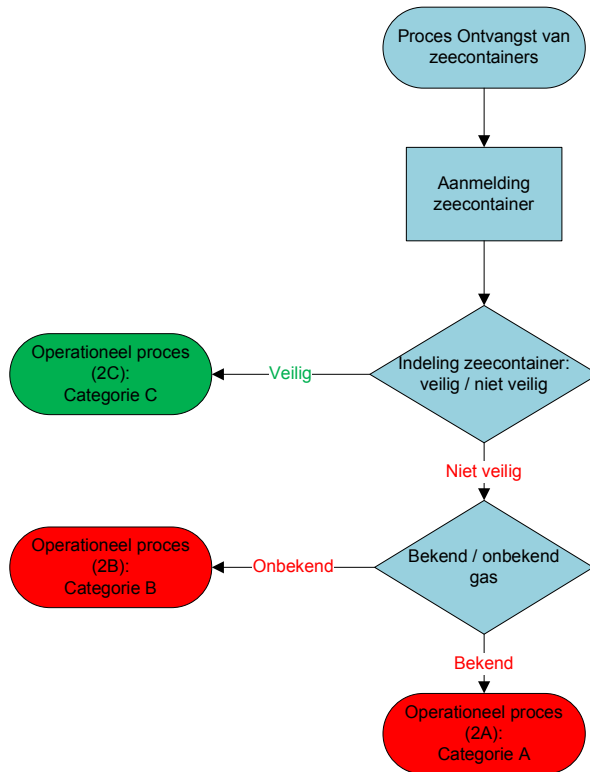 Proces Ontvangst van
zeecontainers
Aanmelding
zeecontainer
Indeling zeecontainer:
veilig / niet veilig
Veilig
Operationeel proces
(2C):
Categorie C
Niet veilig
Bekend / onbekend
gas
Onbekend
Operationeel proces
(2B):
Categorie B
Bekend
Operationeel proces
(2A):
Categorie A